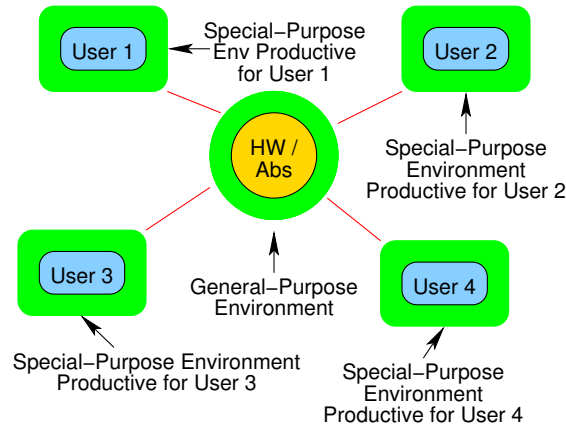 User 1
Special−Purpose
Env Productive
for User 1
User 2
HW /
Abs
Special−Purpose
Environment
Productive for User 2
User 3
General−Purpose
Environment
User 4
Special−Purpose Environment
Productive for User 3
Special−Purpose
Environment
Productive for User 4